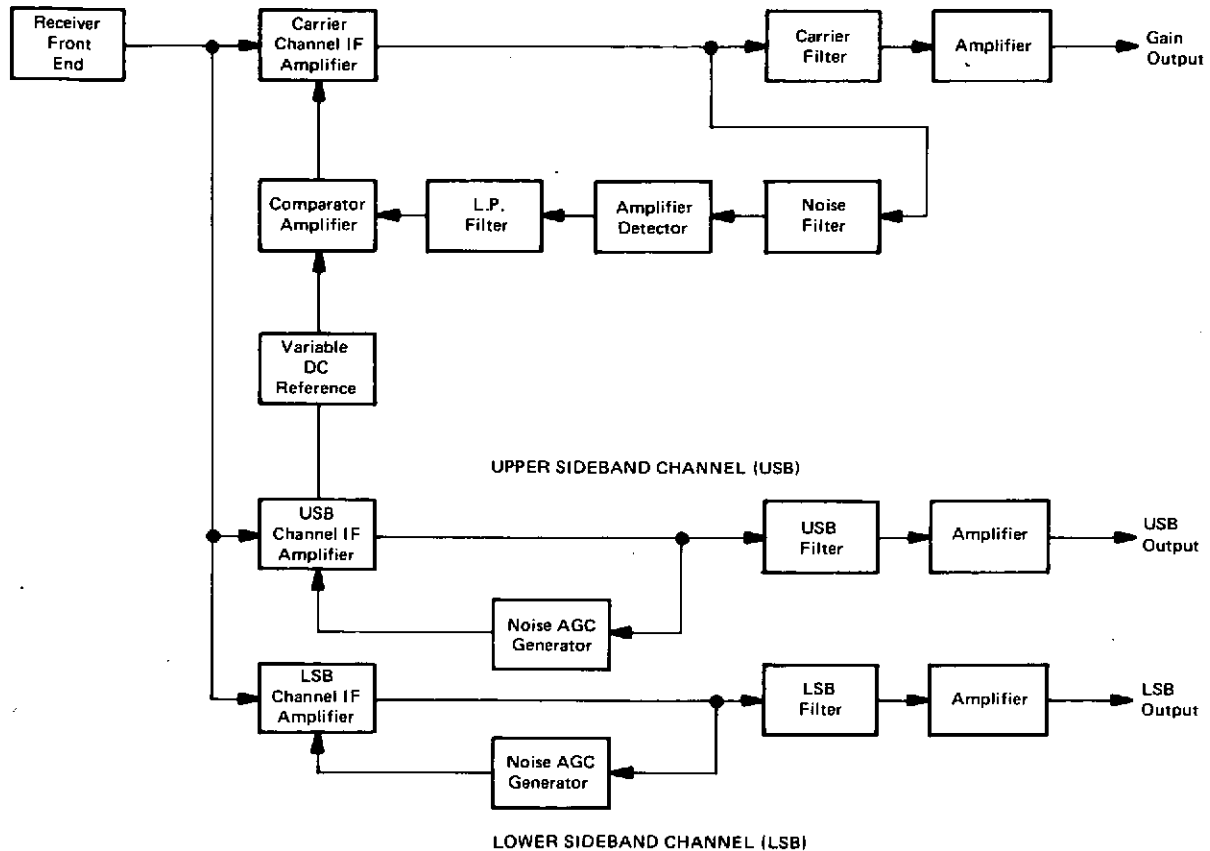 Receiver
Front
End
Carrier
Channel IF
Amplifier
Carrier
Filter
Amplifier
Gain
Output
Comparator
Amplifier
L.P.
Filter
Amplifier
Detector
Noise
Filter
Variable
DC
Reference
UPPER SIDEBAND CHANNEL (USB)
USB
Channel IF
Amplifier
USB
Filter
Amplifier
USB
Output
Noise AGC
Generator
LSB
Channel IF
Amplifier
LSB
Filter
Amplifier
LSB
Output
Noise AGC
Generator
LOWER SIDEBAND CHANNEL (LSB)